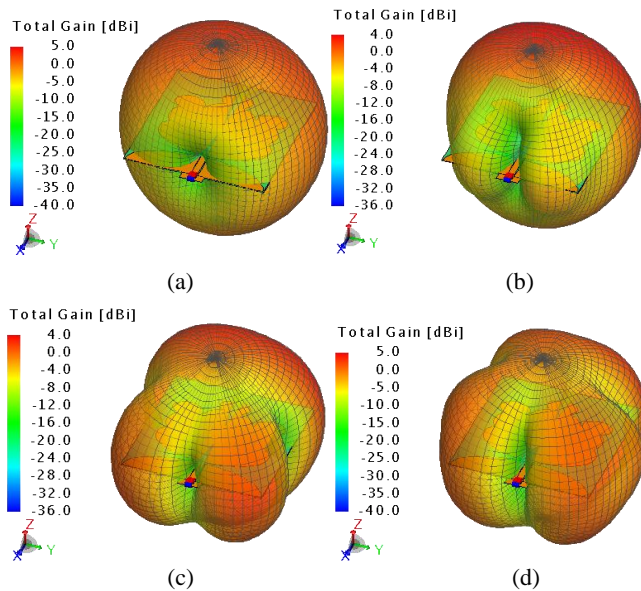 Total Gain [dBi]
5.0
0.0
-5.0
-10.0
-15.0
-20.0
-25.0
-30.0
-35.0
-40.0
Z
X
Y
(a)
Total Gain [dBi]
4.0
0.0
-4.0
-8.0
-12.0
-16.0
-20.0
-24.0
-28.0
-32.0
-36.0
Z
X
Y
(b)
Total Gain [dBi]
4.0
0.0
-4.0
-8.0
-12.0
-16.0
-20.0
-24.0
-28.0
-32.0
-36.0
Z
X
Y
(c)
Total Gain [dBi]
5.0
0.0
-5.0
-10.0
-15.0
-20.0
-25.0
-30.0
-35.0
-40.0
Z
X
Y
(d)